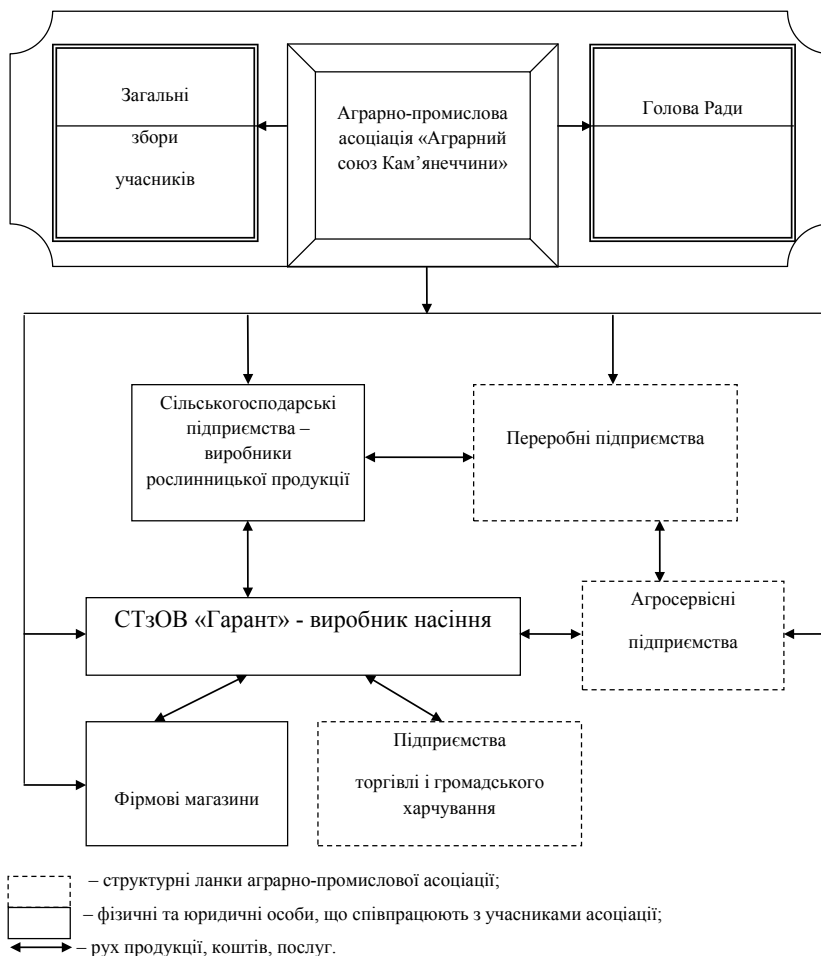 Загальні
збори
учасників
Аграрно-промислова
асоціація «Аграрний
союз Кам’янеччини»
Голова Ради
Сільськогосподарські
підприємства –
виробники
рослинницької продукції
Переробні підприємства
СТзОВ «Гарант» - виробник насіння
Агросервісні
підприємства
Фірмові магазини
Підприємства
торгівлі і громадського
харчування
– структурні ланки аграрно-промислової асоціації;
– фізичні та юридичні особи, що співпрацюють з учасниками асоціації;
– рух продукції, коштів, послуг.